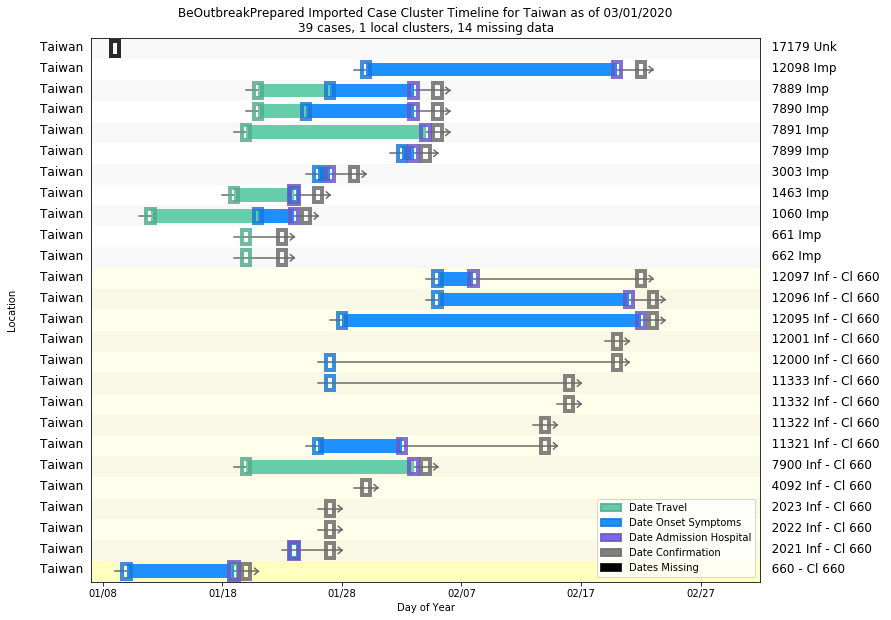 BeOutbreakPrepared Imported Case Cluster Timeline for Taiwan as of 03/01/2020
39 cases, 1 local clusters, 14 missing data
Taiwan 17179 Unk
Taiwan 12098 Imp
Taiwan 7889 Imp
Taiwan 7890 Imp
Taiwan 7891 Imp
Taiwan 7899 Imp
Taiwan 3003 Imp
Taiwan 1463 Imp
Taiwan 1060 Imp
Taiwan 661 Imp
Taiwan 662 Imp
Taiwan 12097 Inf - Cl 660
Taiwan 12096 Inf - Cl 660
Taiwan 12095 Inf - Cl 660
Taiwan 12001 Inf - Cl 660
Taiwan 12000 Inf - Cl 660
Taiwan 11333 Inf - Cl 660
Taiwan 11332 Inf - Cl 660
Taiwan 11322 Inf - Cl 660
Taiwan 11321 Inf - Cl 660
Taiwan 7900 Inf - Cl 660
Taiwan 4092 Inf - Cl 660
Taiwan 2023 Inf - Cl 660
Taiwan 2022 Inf - Cl 660
Taiwan 2021 Inf - Cl 660
Taiwan 660 - Cl 660
Location
Date Travel
Date Onset Symptoms
Date Admission Hospital
Date Confirmation
Dates Missing
01/08 01/18 01/28 02/07 02/17 02/27
Day of Year